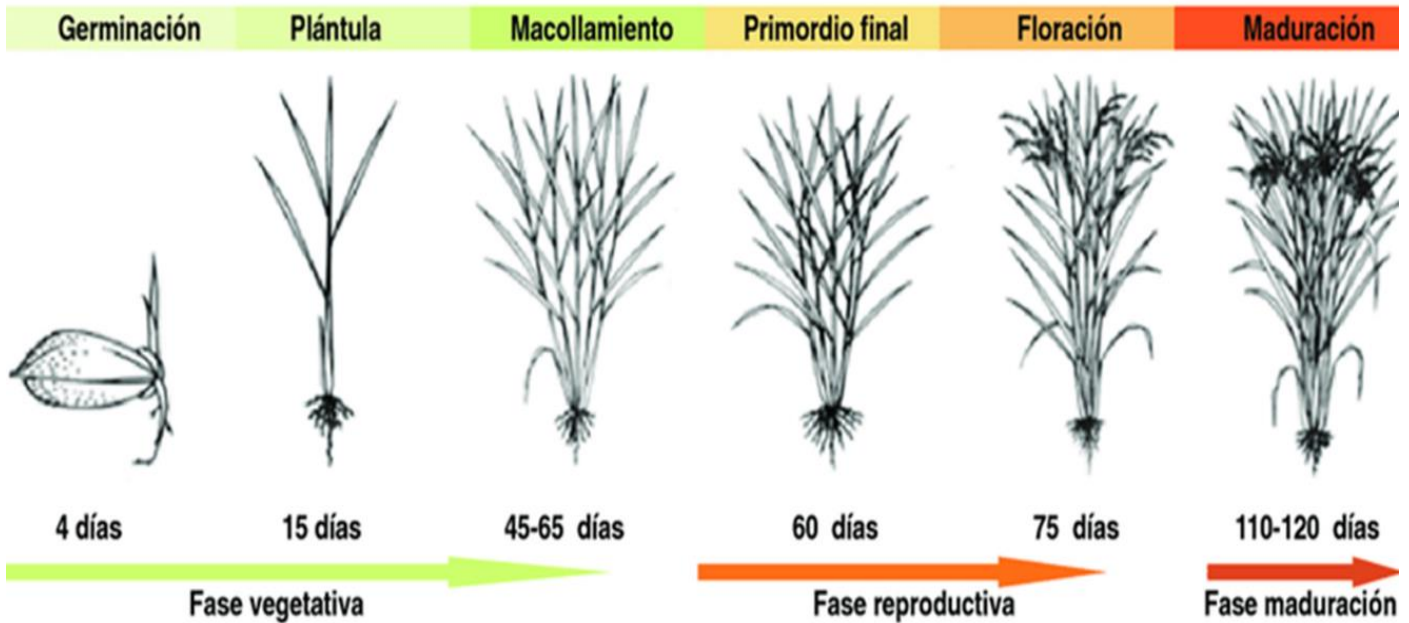 Germinación
Plántula
Macollamiento
Primordio final
Floración
Maduración
4 días
15 días
45-65 días
60 días
75 días
110-120 días
Fase vegetativa
Fase reproductiva
Fase maduración